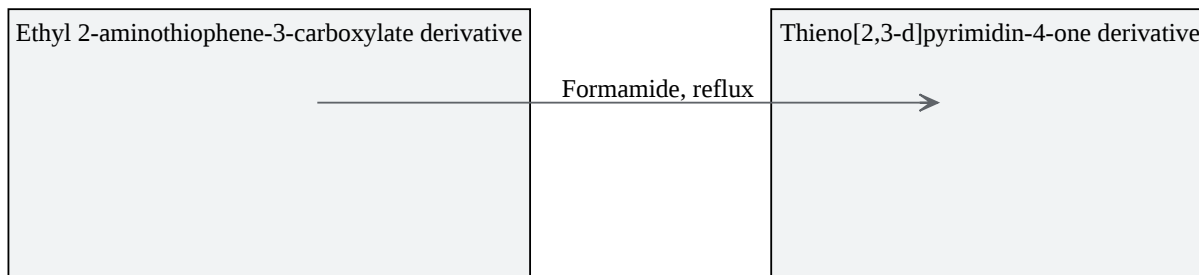 Ethyl 2-aminothiophene-3-carboxylate derivative
Thieno[2,3-d]pyrimidin-4-one derivative
Formamide, reflux